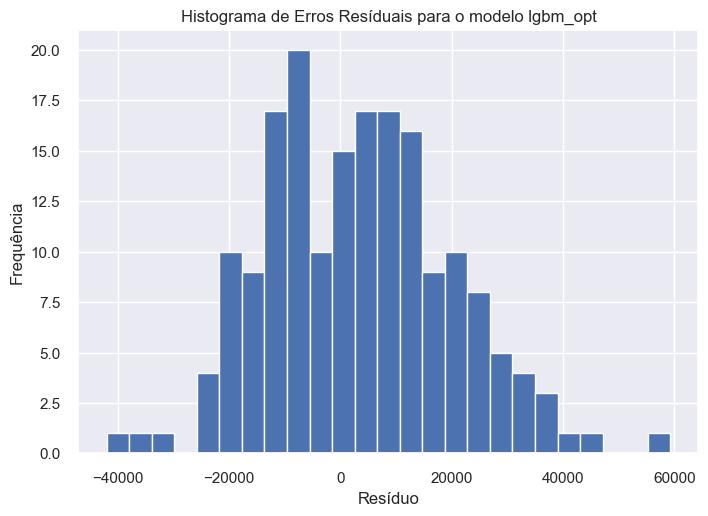 Histograma de Erros Resíduais para o modelo lgbm_opt
20.0
17.5
15.0
12.5
10.0
7.5
5.0
2.5
0.0
Frequência
−40000 −20000 0 20000 40000 60000
Resíduo